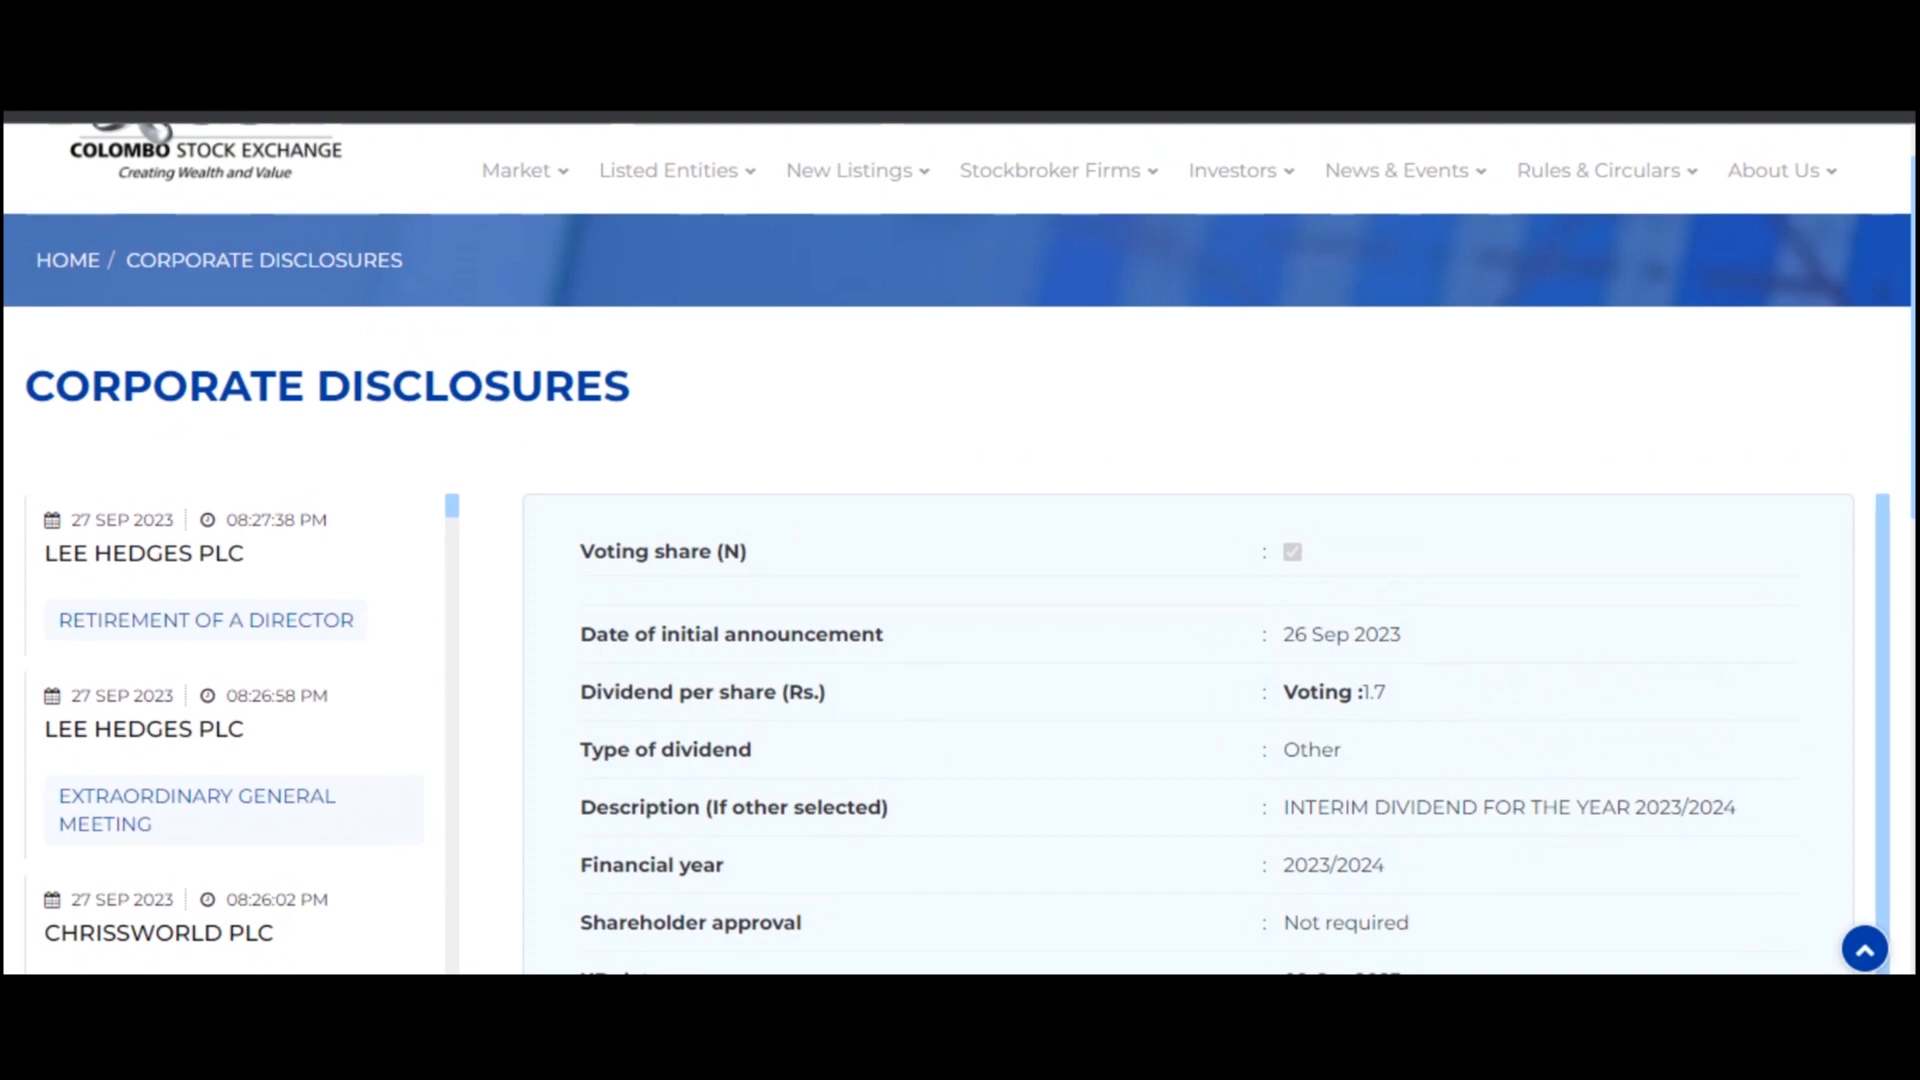 COLOMBO STOCK EXCHANGE
Creating Wealth and Value
Market
Listed Entities
New Listings
Stockbroker Firms
Investors
News & Events
Rules & Circulars
About Us
HOME / CORPORATE DISCLOSURES
CORPORATE DISCLOSURES
27 SEP 2023 08:27:38 PM
LEE HEDGES PLC
RETIREMENT OF A DIRECTOR
27 SEP 2023 08:26:58 PM
LEE HEDGES PLC
EXTRAORDINARY GENERAL
MEETING
27 SEP 2023 08:26:02 PM
CHRISSWORLD PLC
Voting share (N) :
Date of initial announcement : 26 Sep 2023
Dividend per share (Rs.) : Voting :1.7
Type of dividend : Other
Description (If other selected) : INTERIM DIVIDEND FOR THE YEAR 2023/2024
Financial year : 2023/2024
Shareholder approval : Not required